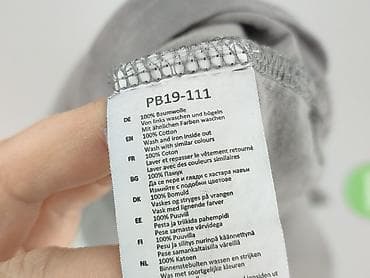 PB19-111
DE 100% Baumwolle
Von links waschen und bügeln
Mit ähnlichen Farben waschen
EN 100% Cotton
Wash and iron inside out
Wash with similar colours
FR 100% Coton
Laver et repasser le vêtement retourné
Laver avec des couleurs similaires
BG 100% Памук
Да се пере и глади с хастара навън
Измийте с подобни цветове
DK 100% Bomuld
Vaskes og stryges på vrangen
Vask med lignende farver
EE 100% Puuvill
Pesta ja triikida pahempidi
Pese samaste värvidega
FI 100% Puuvilla
Pesu ja silitys nurinpä käännettynä
Pese samankaltaisilla väreillä
NL 100% Katoen
Binnenstebuiten wassen en strijken
Was met soortgelijke kleuren